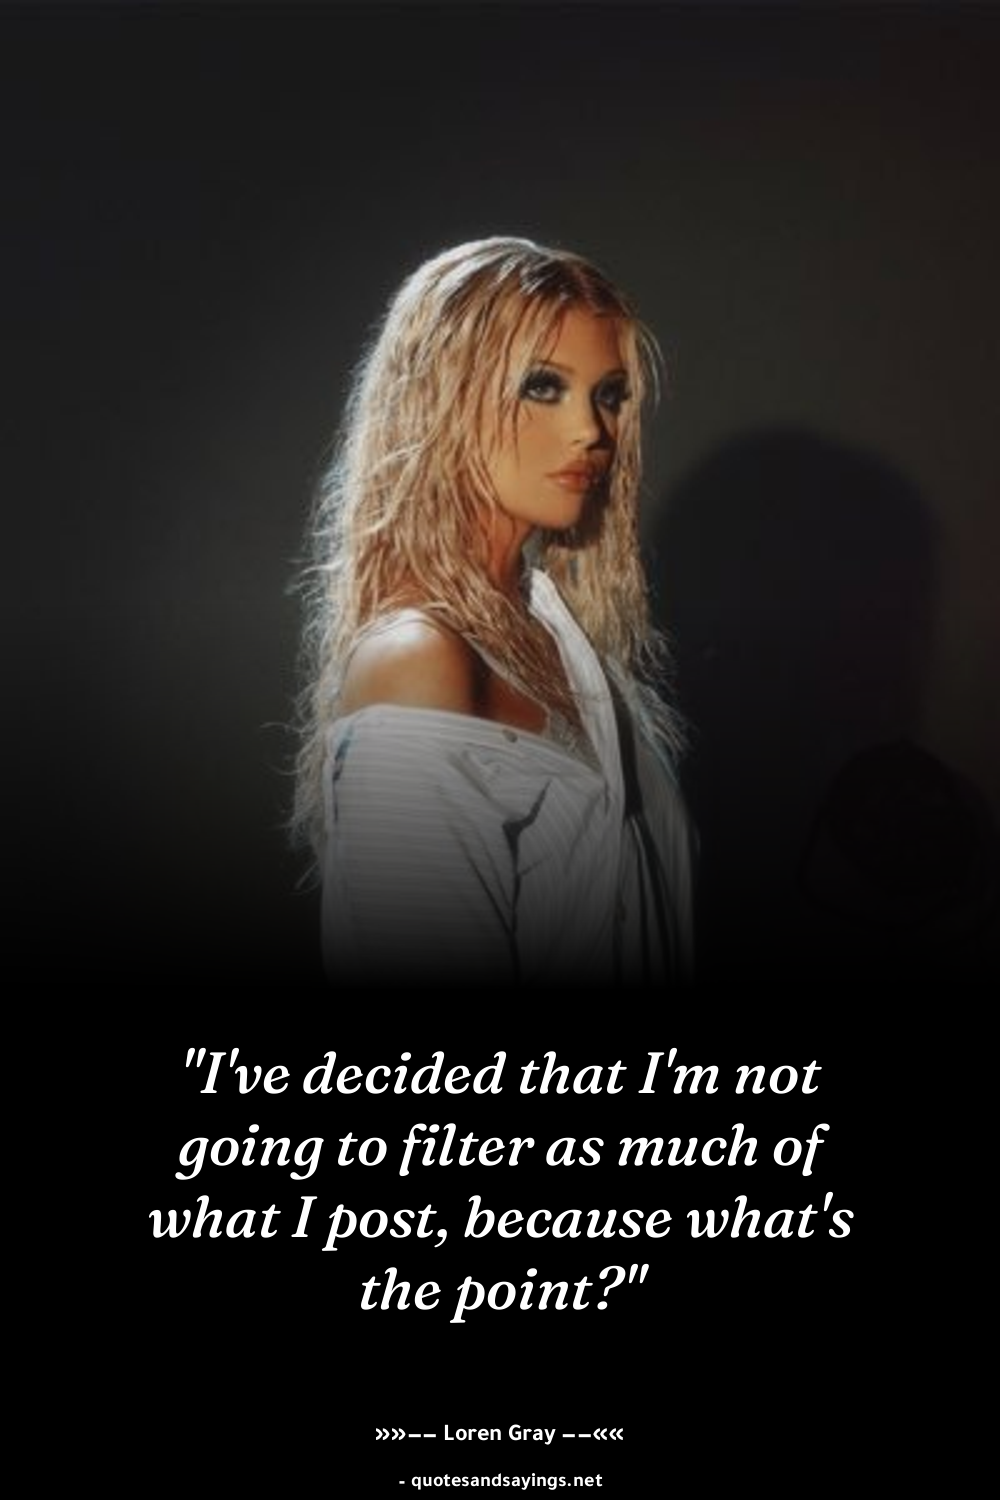 "I've decided that I'm not
going to filter as much of
what I post, because what's
the point?"
»»–– Loren Gray ––««
- quotesandsayings.net